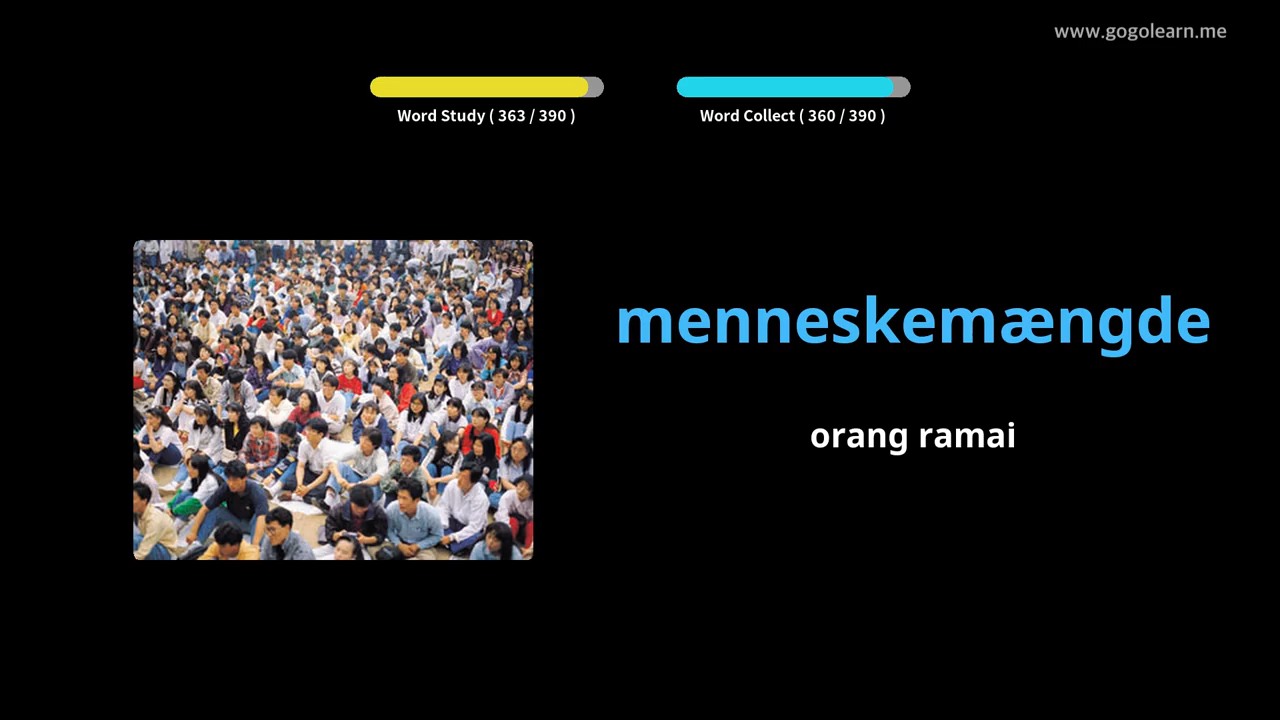 www.gogolearn.me
Word Study ( 363 / 390 )
Word Collect ( 360 / 390 )
menneskemængde
orang ramai